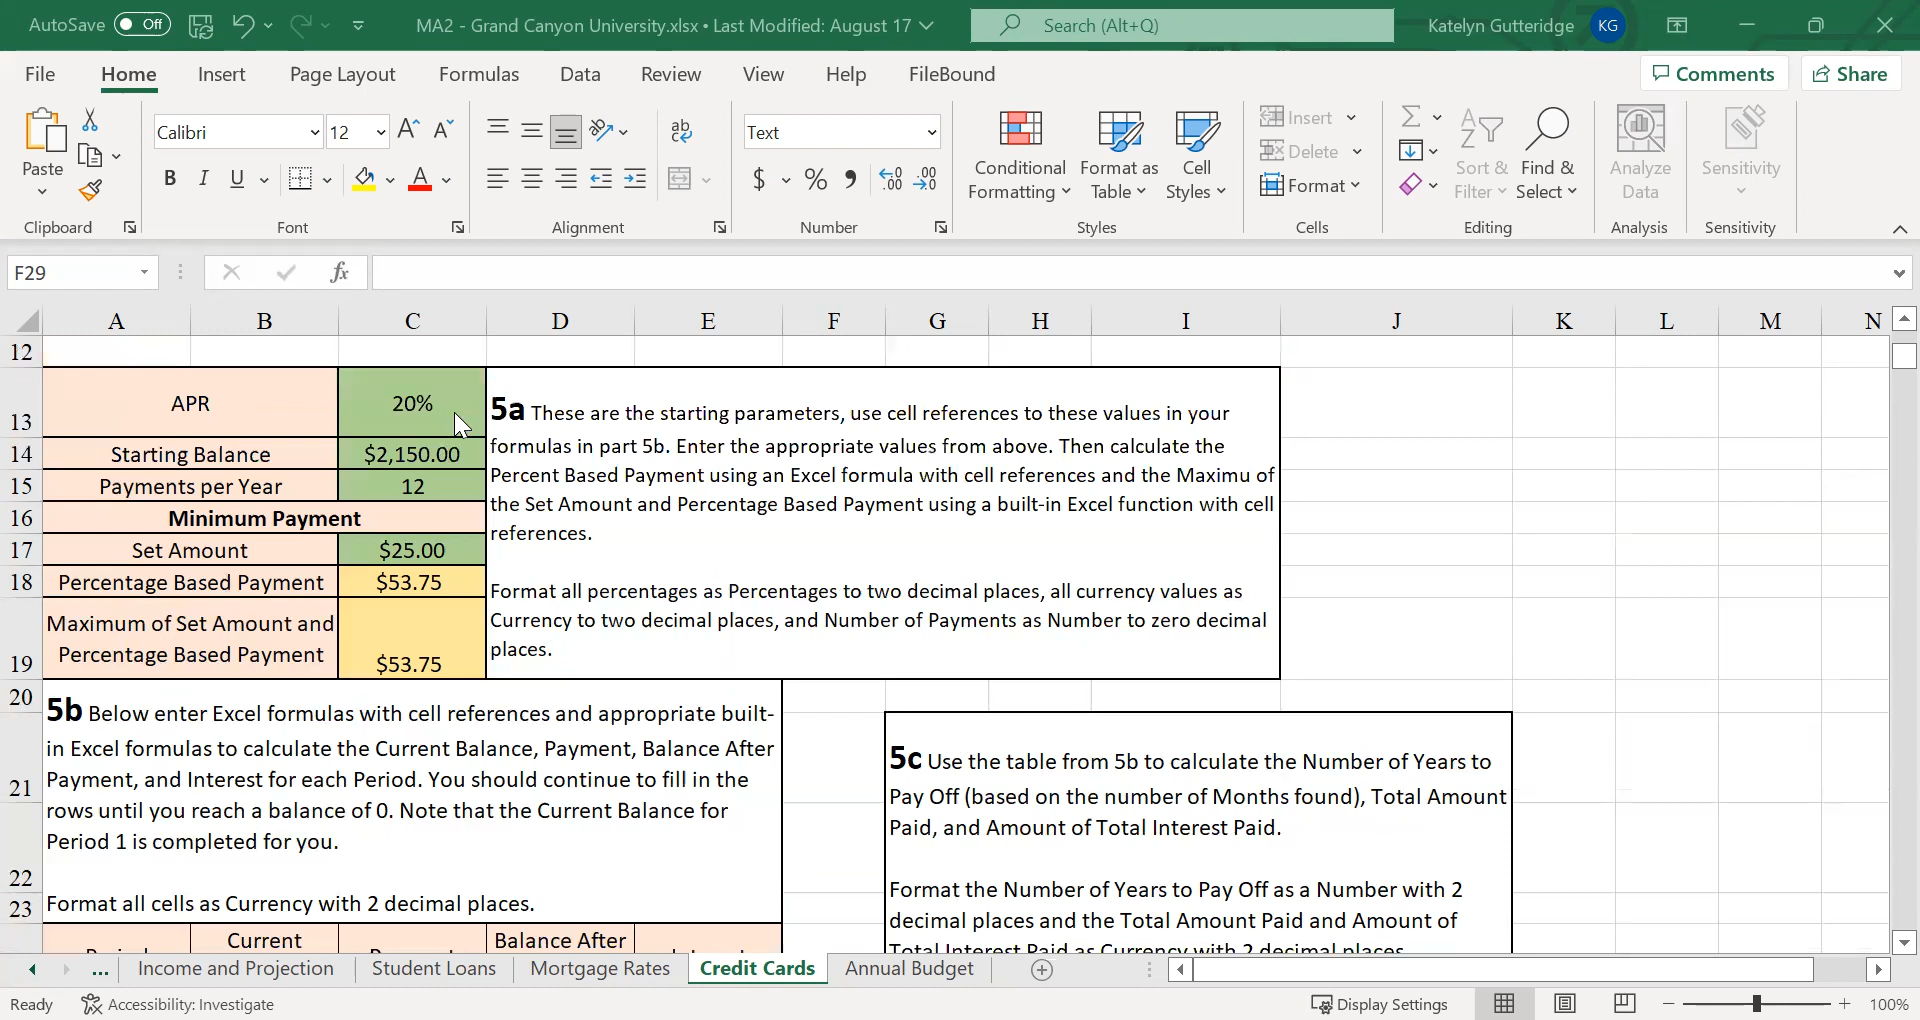 AutoSave Off MA2 - Grand Canyon University.xlsx • Last Modified: August 17 Search (Alt+Q) Katelyn Gutteridge KG
File Home Insert Page Layout Formulas Data Review View Help FileBound Comments Share
Paste Calibri 12 Text Conditional Formatting Format as Table Cell Styles Insert Delete Format Sort & Filter Find & Select Analyze Data Sensitivity
Clipboard Font Alignment Number Styles Cells Editing Analysis Sensitivity
F29 fx
A B C D E F G H I J K L M N
12
13 APR 20%
14 Starting Balance $2,150.00
15 Payments per Year 12
16 Minimum Payment
17 Set Amount $25.00
18 Percentage Based Payment $53.75
Maximum of Set Amount and
19 Percentage Based Payment $53.75
5a These are the starting parameters, use cell references to these values in your
formulas in part 5b. Enter the appropriate values from above. Then calculate the
Percent Based Payment using an Excel formula with cell references and the Maximu of
the Set Amount and Percentage Based Payment using a built-in Excel function with cell
references.
Format all percentages as Percentages to two decimal places, all currency values as
Currency to two decimal places, and Number of Payments as Number to zero decimal
places.
20
21
22
23
5b Below enter Excel formulas with cell references and appropriate built-
in Excel formulas to calculate the Current Balance, Payment, Balance After
Payment, and Interest for each Period. You should continue to fill in the
rows until you reach a balance of 0. Note that the Current Balance for
Period 1 is completed for you.
Format all cells as Currency with 2 decimal places.
Current Balance After
5c Use the table from 5b to calculate the Number of Years to
Pay Off (based on the number of Months found), Total Amount
Paid, and Amount of Total Interest Paid.
Format the Number of Years to Pay Off as a Number with 2
decimal places and the Total Amount Paid and Amount of
Total Interest Paid as Currency with 2 decimal places
... Income and Projection Student Loans Mortgage Rates Credit Cards Annual Budget
Ready Accessibility: Investigate Display Settings 100%